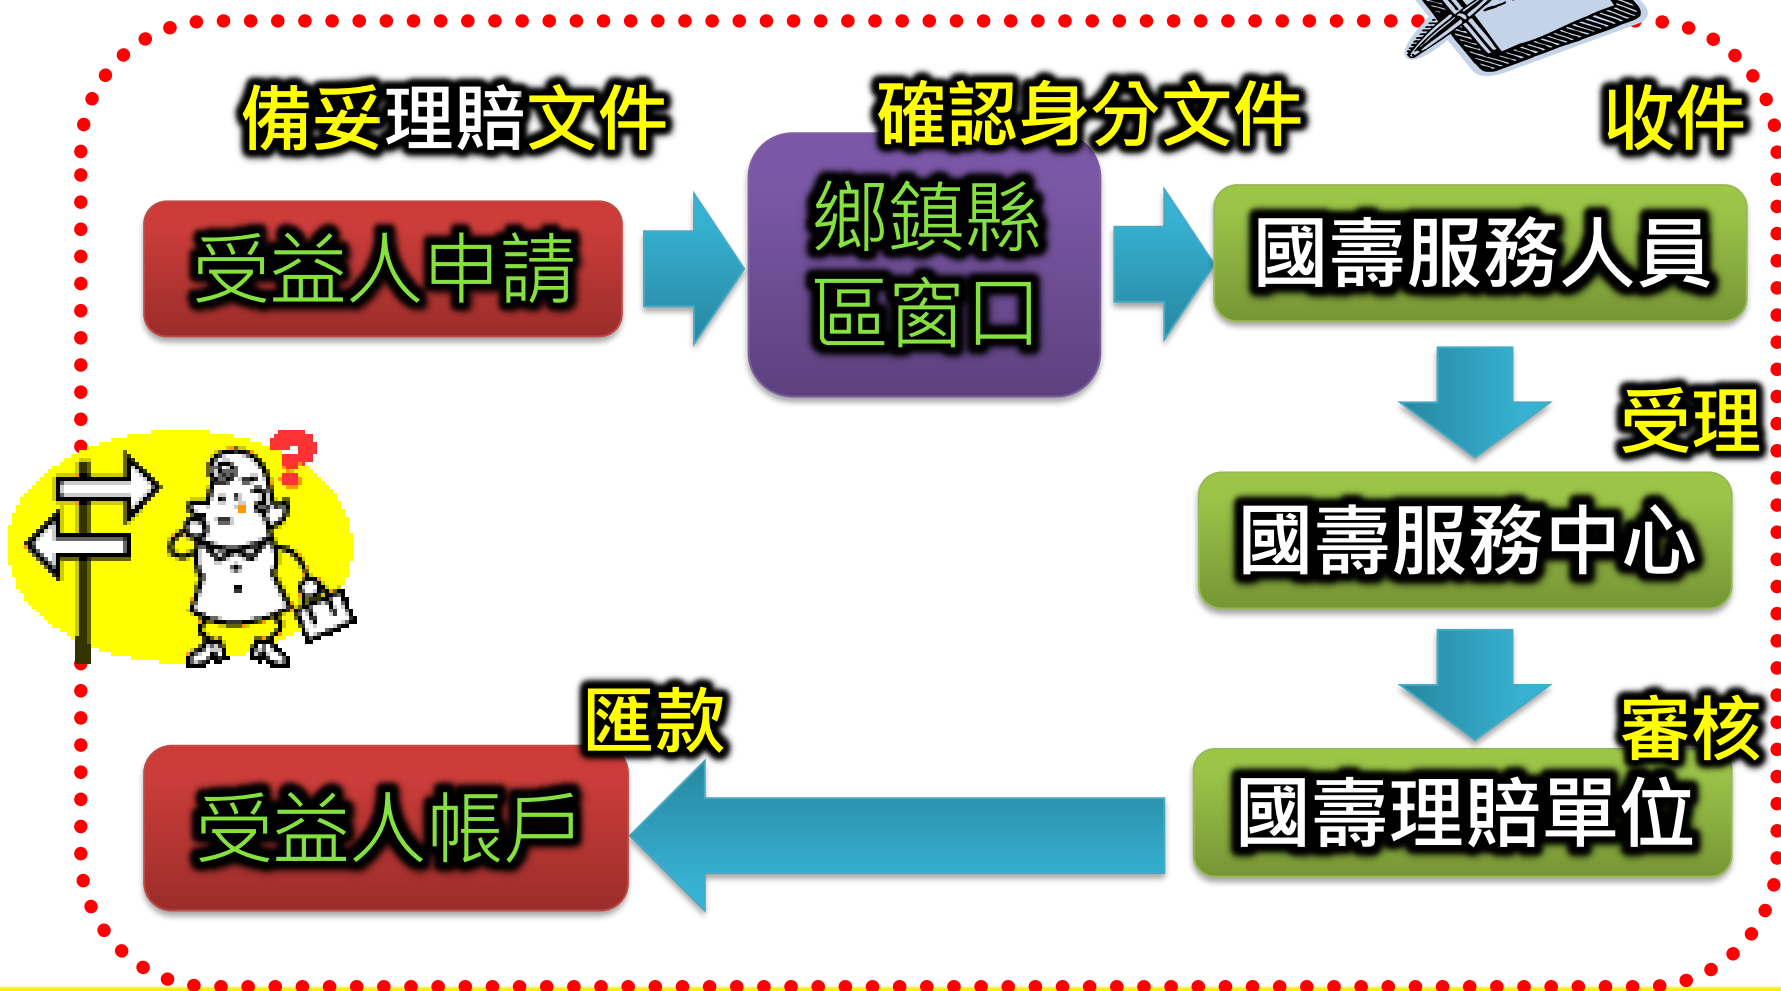 備妥理賠文件
受益人申請
確認身分文件
鄉鎮縣
區窗口
收件
國壽服務人員
受理
國壽服務中心
審核
國壽理賠單位
匯款
受益人帳戶
?